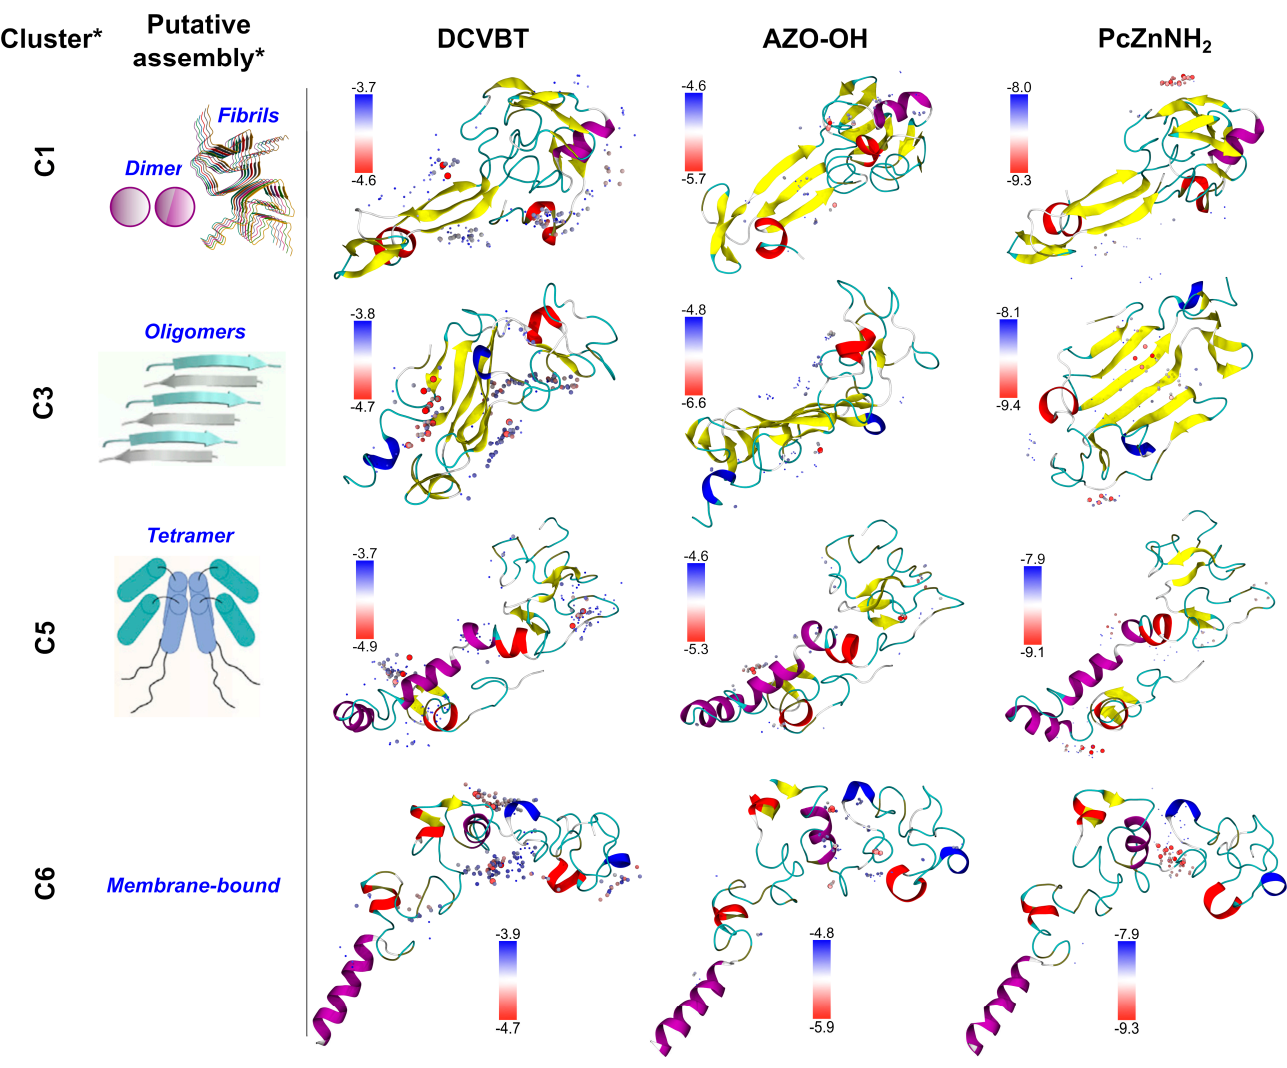 Cluster*
Putative
assembly*
DCVBT
AZO-OH
PcZnNH2
C1
Fibrils
Dimer
-3.7
-4.6
-4.6
-5.7
-8.0
-9.3
C3
Oligomers
-3.8
-4.7
-4.8
-6.6
-8.1
-9.4
C5
Tetramer
-3.7
-4.9
-4.6
-5.3
-7.9
-9.1
C6
Membrane-bound
-3.9
-4.7
-4.8
-5.9
-7.9
-9.3